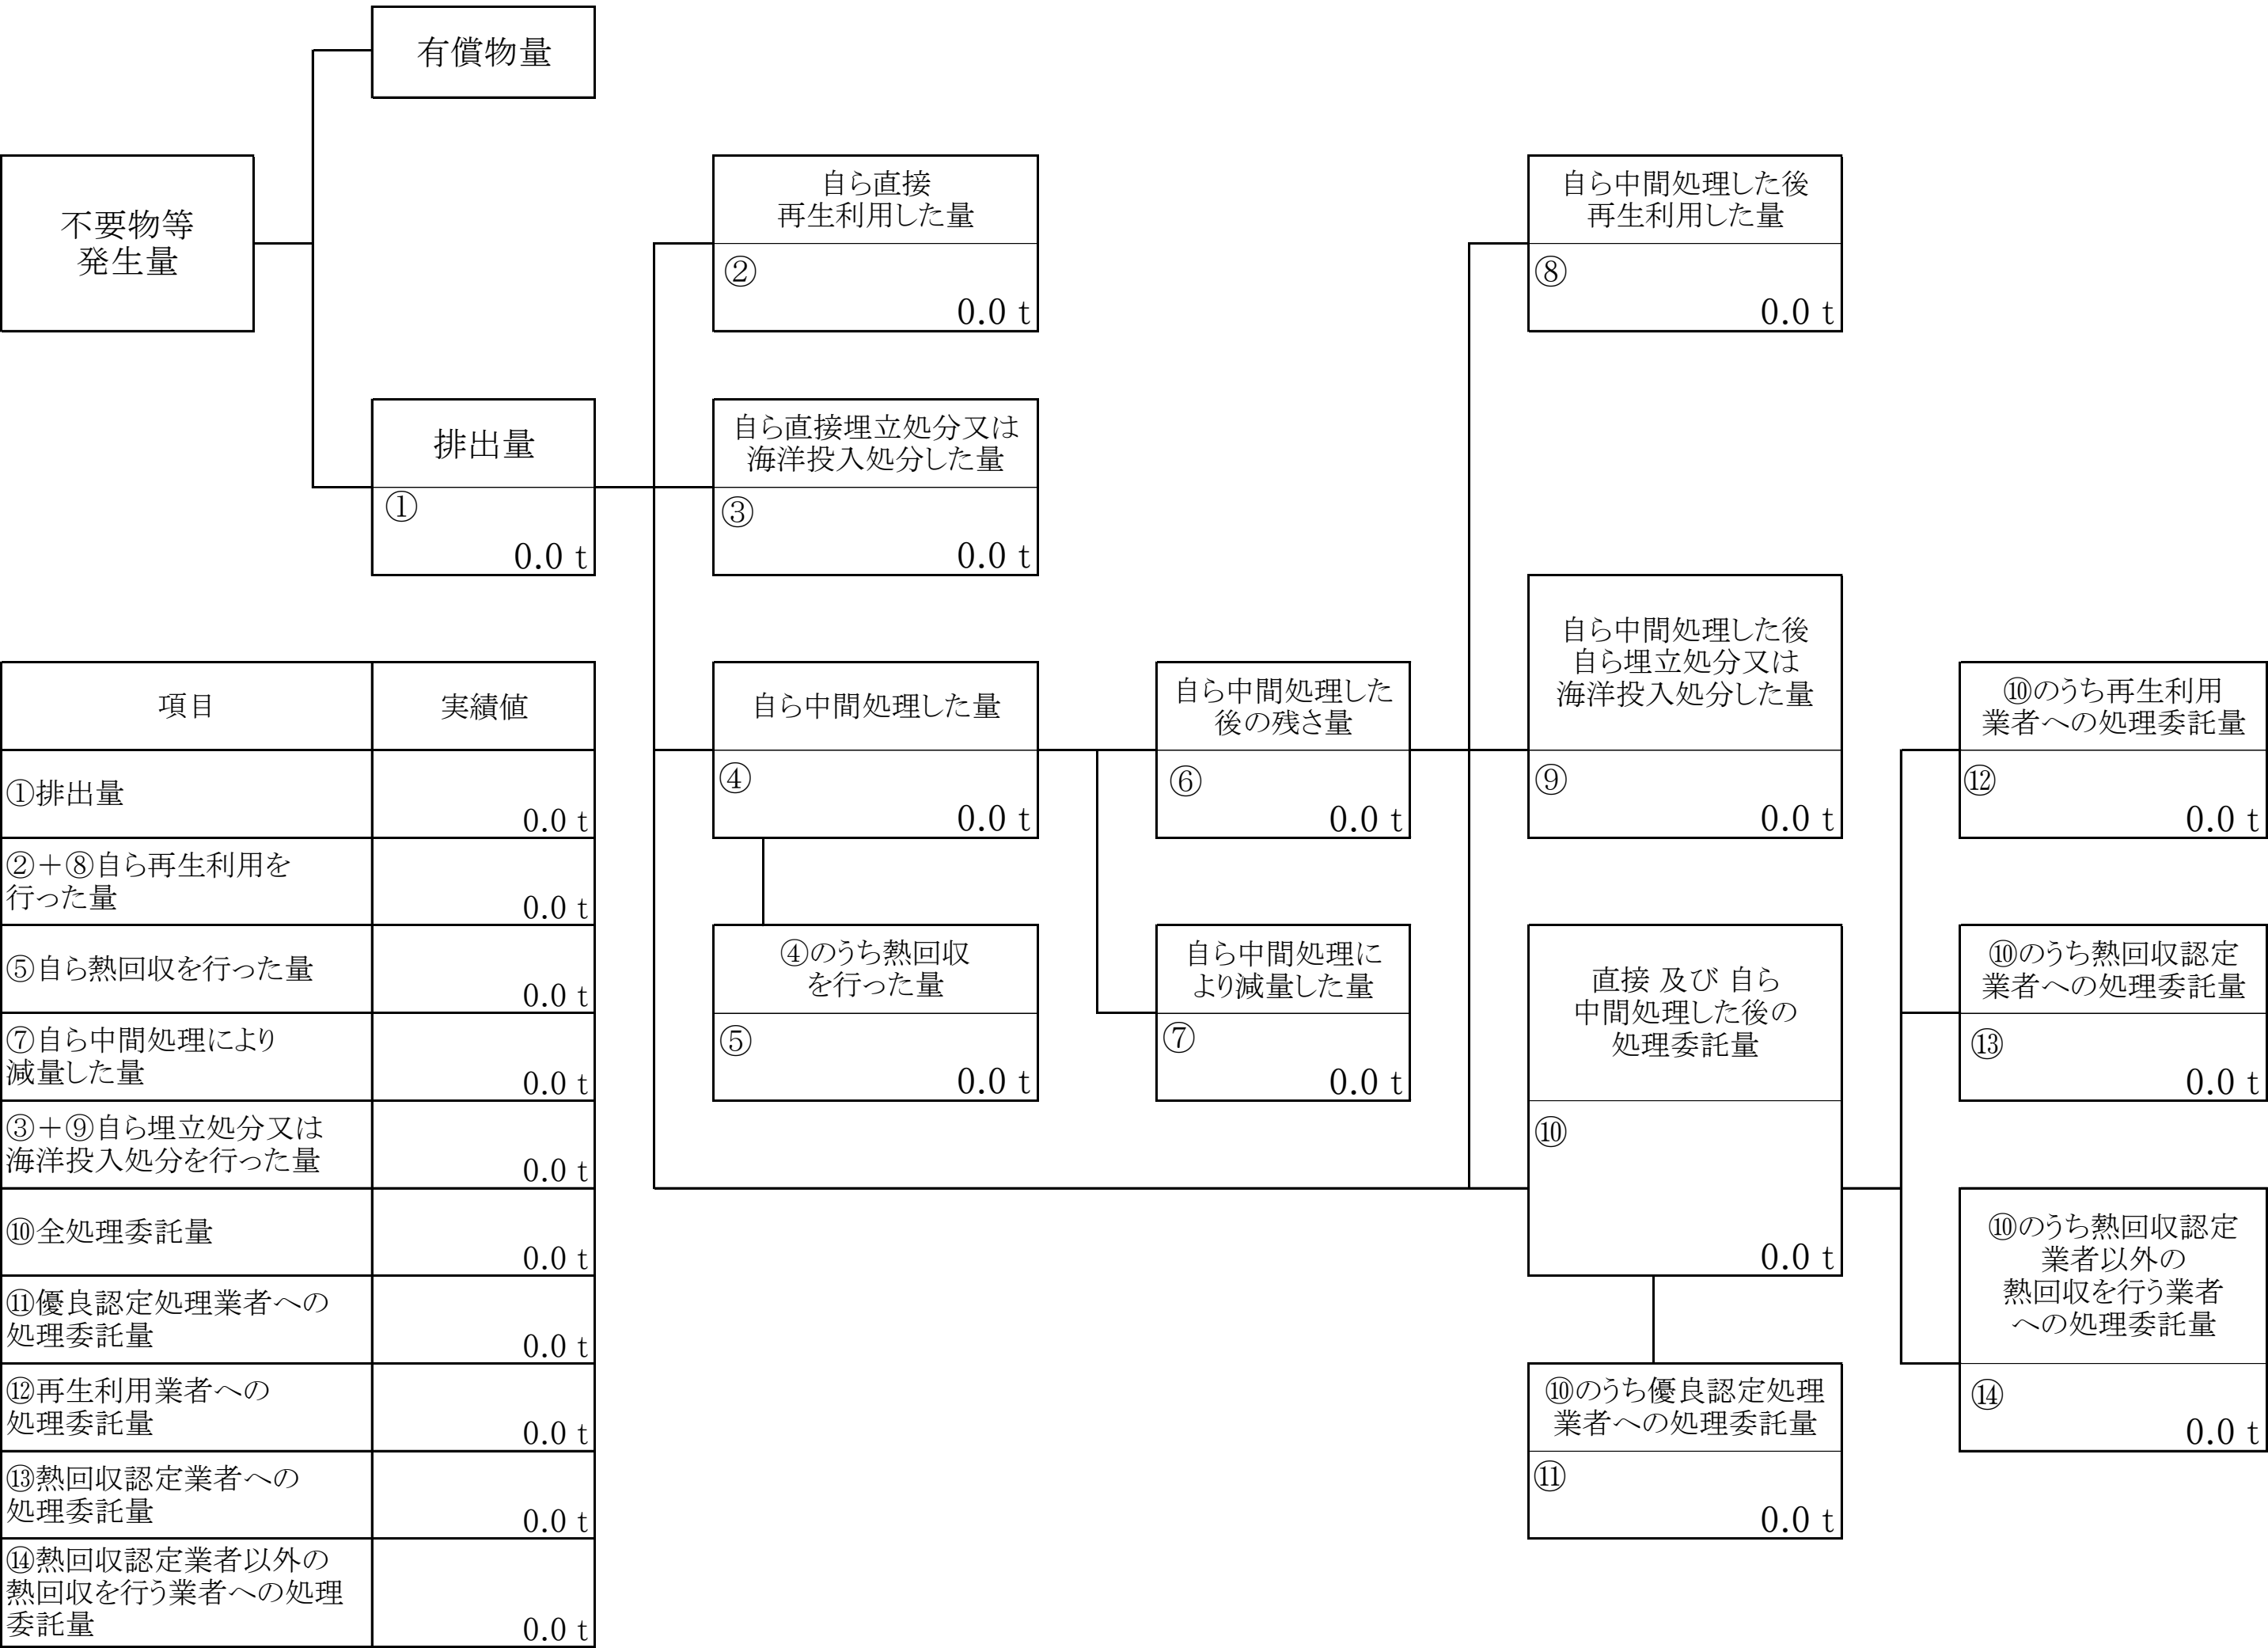 有償物量
不要物等
発生量
自ら直接
再生利用した量
②
0.0 t
自ら中間処理した後
再生利用した量
⑧
0.0 t
排出量
①
0.0 t
自ら直接埋立処分又は
海洋投入処分した量
③
0.0 t
自ら中間処理した量
④
0.0 t
自ら中間処理した
後の残さ量
⑥
0.0 t
自ら中間処理した後
自ら埋立処分又は
海洋投入処分した量
⑨
0.0 t
⑩のうち再生利用
業者への処理委託量
⑫
0.0 t
④のうち熱回収
を行った量
⑤
0.0 t
自ら中間処理に
より減量した量
⑦
0.0 t
直接 及び 自ら
中間処理した後の
処理委託量
⑩
0.0 t
⑩のうち熱回収認定
業者への処理委託量
⑬
0.0 t
⑩のうち熱回収認定
業者以外の
熱回収を行う業者
への処理委託量
⑭
0.0 t
⑩のうち優良認定処理
業者への処理委託量
⑪
0.0 t
項目 実績値
①排出量
0.0 t
②＋⑧自ら再生利用を
行った量
0.0 t
⑤自ら熱回収を行った量
0.0 t
⑦自ら中間処理により
減量した量
0.0 t
③＋⑨自ら埋立処分又は
海洋投入処分を行った量
0.0 t
⑩全処理委託量
0.0 t
⑪優良認定処理業者への
処理委託量
0.0 t
⑫再生利用業者への
処理委託量
0.0 t
⑬熱回収認定業者への
処理委託量
0.0 t
⑭熱回収認定業者以外の
熱回収を行う業者への処理
委託量
0.0 t